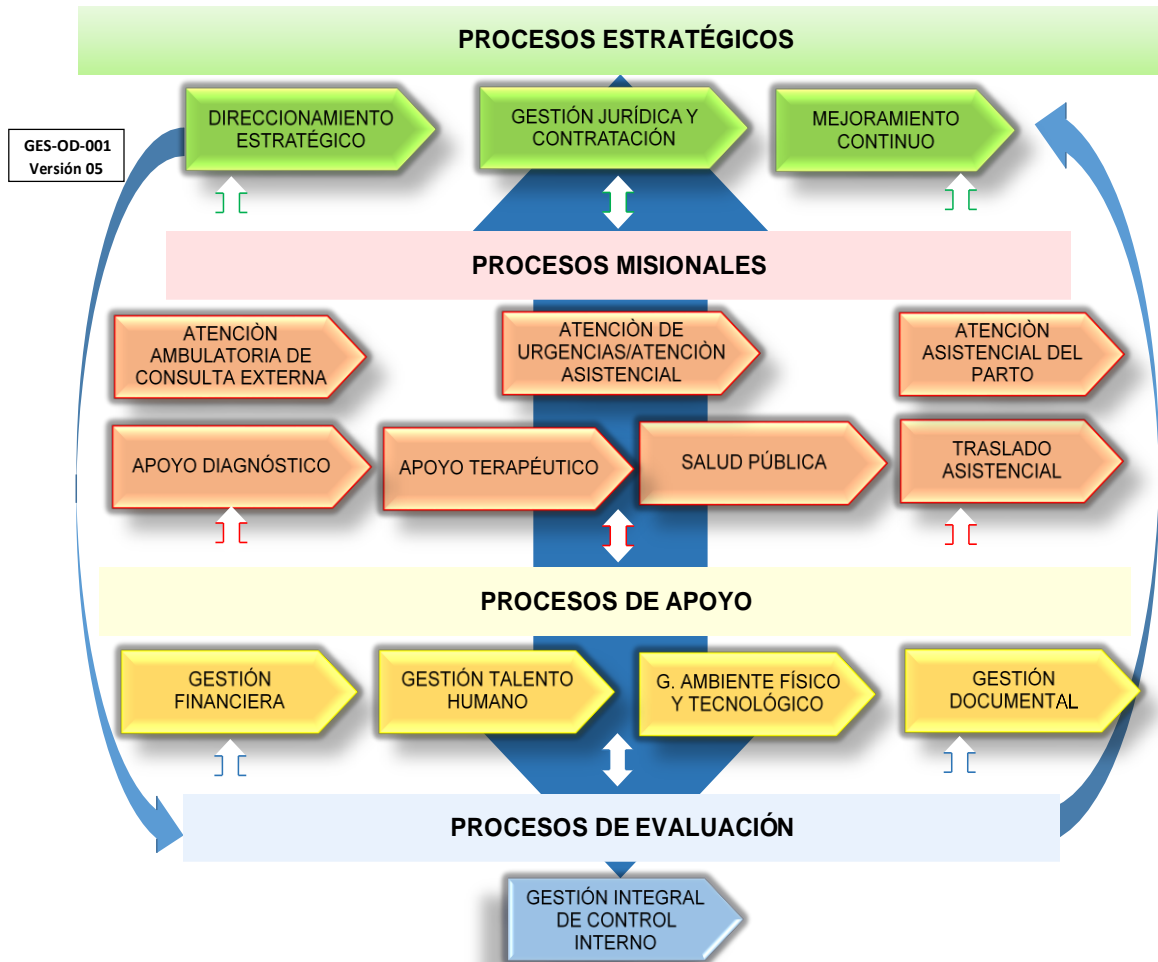 PROCESOS ESTRATÉGICOS
DIRECCIONAMIENTO
ESTRATÉGICO
GESTIÓN JURÍDICA Y
CONTRATACIÓN
MEJORAMIENTO
CONTINUO
GES-OD-001
Versión 05
PROCESOS MISIONALES
ATENCIÒN
AMBULATORIA DE
CONSULTA EXTERNA
ATENCIÒN DE
URGENCIAS/ATENCIÒN
ASISTENCIAL
ATENCIÒN
ASISTENCIAL DEL
PARTO
APOYO DIAGNÓSTICO
APOYO TERAPÉUTICO
SALUD PÚBLICA
TRASLADO
ASISTENCIAL
PROCESOS DE APOYO
GESTIÓN
FINANCIERA
GESTIÓN TALENTO
HUMANO
G. AMBIENTE FÍSICO
Y TECNOLÓGICO
GESTIÓN
DOCUMENTAL
PROCESOS DE EVALUACIÓN
GESTIÓN INTEGRAL
DE CONTROL
INTERNO